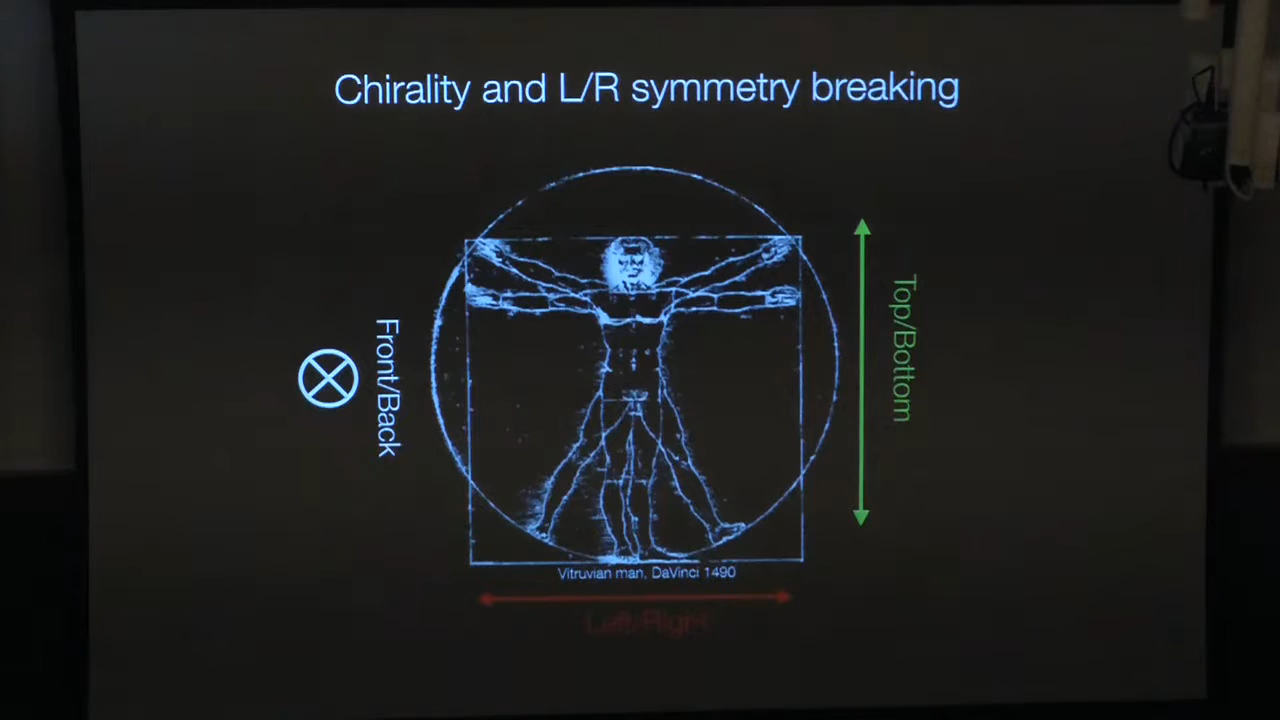 Chirality and L/R symmetry breaking
Front/Back
Top/Bottom
Vitruvian man, DaVinci 1490
Left/Right